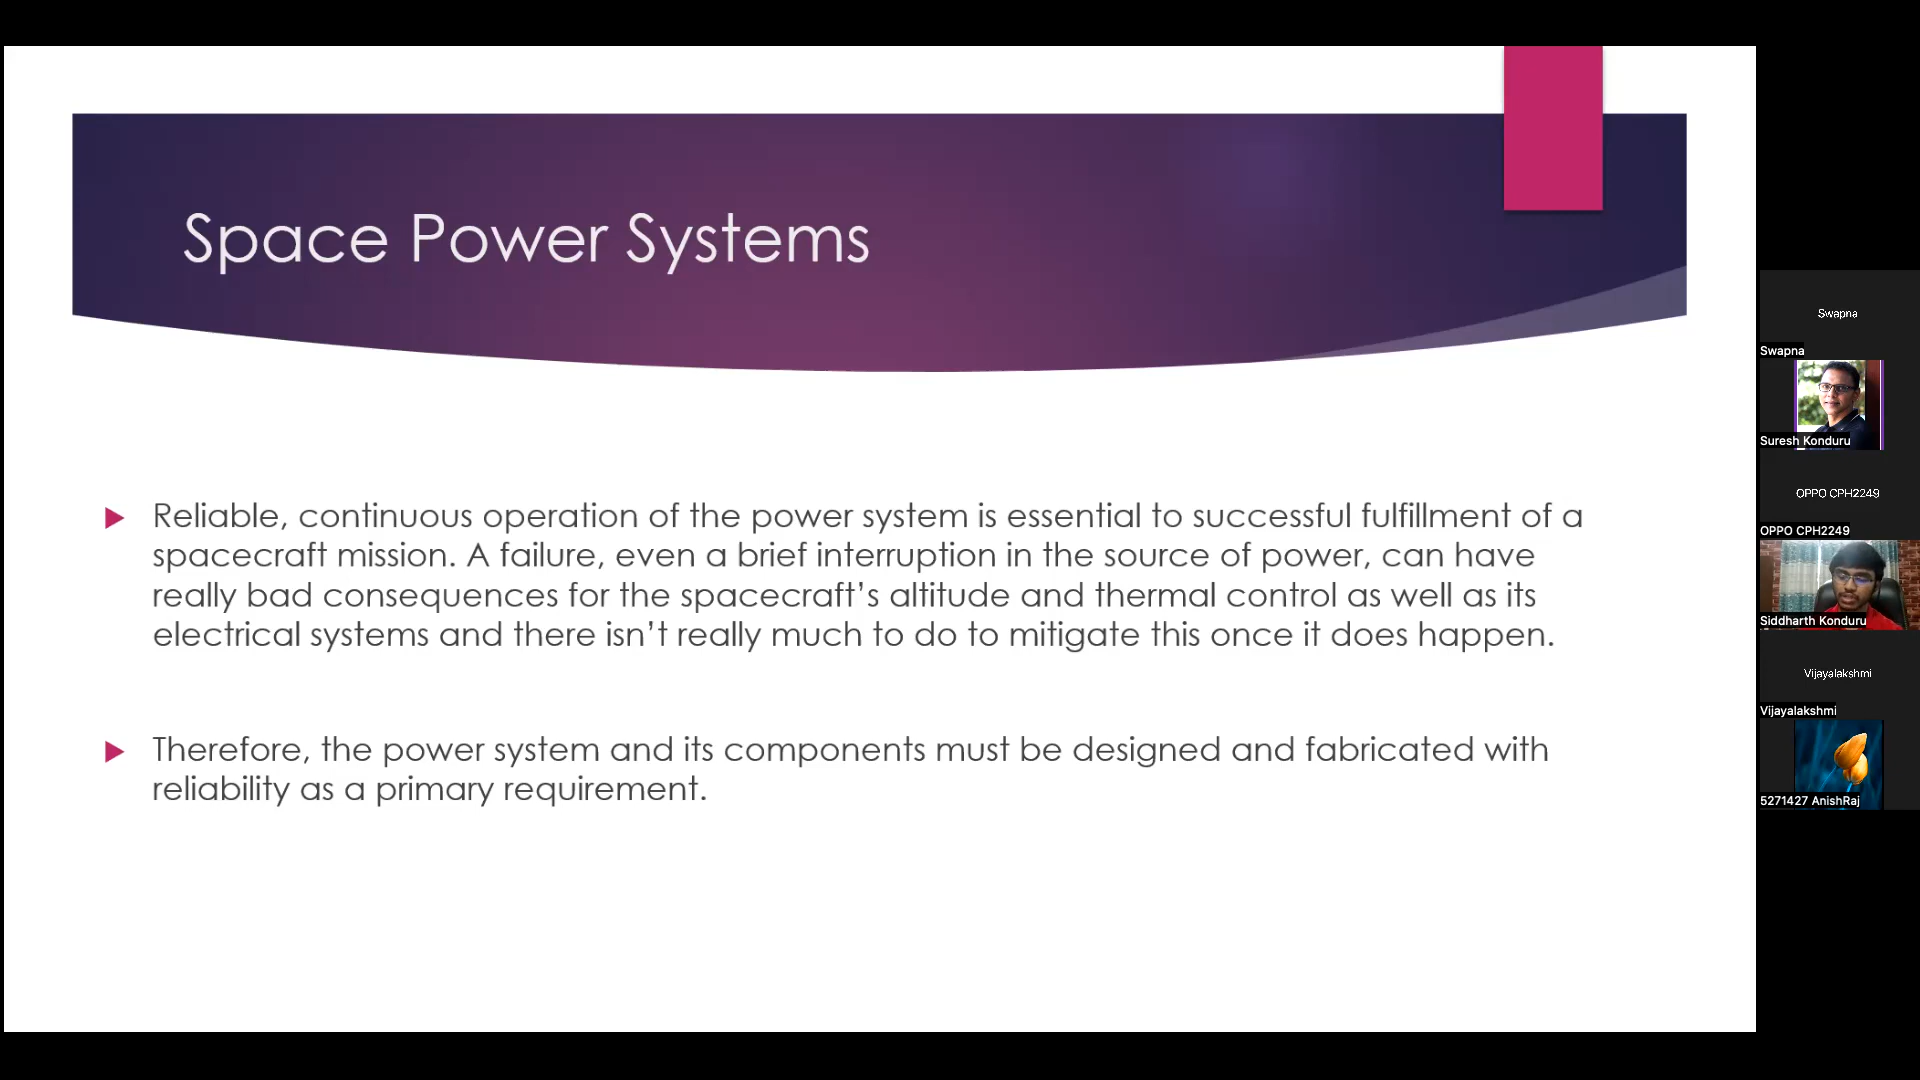 Space Power Systems
Reliable, continuous operation of the power system is essential to successful fulfillment of a
spacecraft mission. A failure, even a brief interruption in the source of power, can have
really bad consequences for the spacecraft’s altitude and thermal control as well as its
electrical systems and there isn’t really much to do to mitigate this once it does happen.
Therefore, the power system and its components must be designed and fabricated with
reliability as a primary requirement.
Swapna
Swapna
Suresh Konduru
OPPO CPH2249
OPPO CPH2249
Siddharth Konduru
Vijayalakshmi
Vijayalakshmi
5271427 AnishRaj